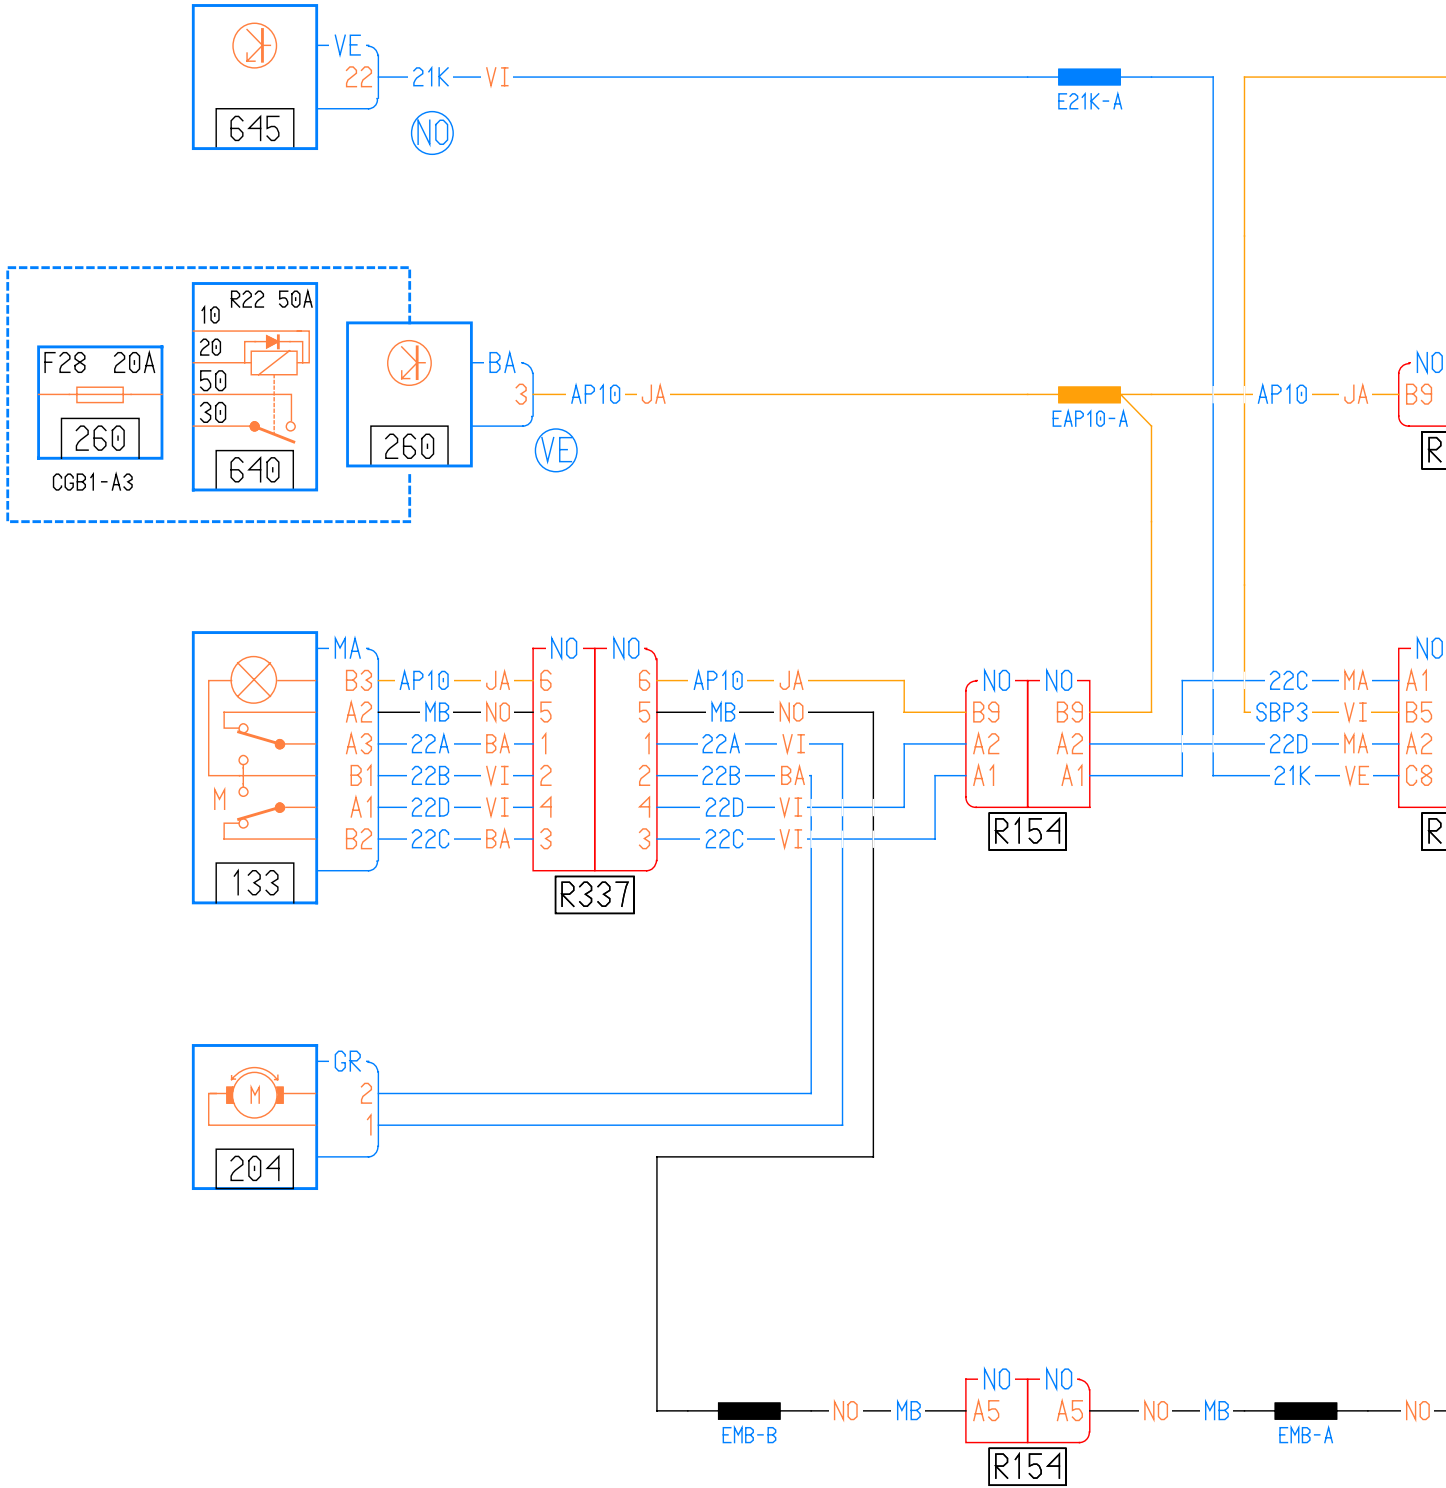 VE
22 21K VI
E21K-A
645
NO
R22 50A
10
20
50
30
F28 20A
260
CGB1-A3
640
BA
3 AP10 JA
EAP10-A
AP10 JA
NO
B9
260
VE
R
MA
NO NO
NO
B3 AP10 JA 6 6 AP10 JA
A2 MB NO 5 5 MB NO
A3 22A BA 1 1 22A VI
B1 22B VI 2 2 22B BA
A1 22D VI 4 4 22D VI
B2 22C BA 3 3 22C VI
M
133
R337
NO NO
B9 B9
A2 A2
A1 A1
R154
22C MA A1
SBP3 VI B5
22D MA A2
21K VE C8
R
GR
2
1
M
204
NO NO
EMB-B NO MB A5 A5 NO MB EMB-A NO
R154